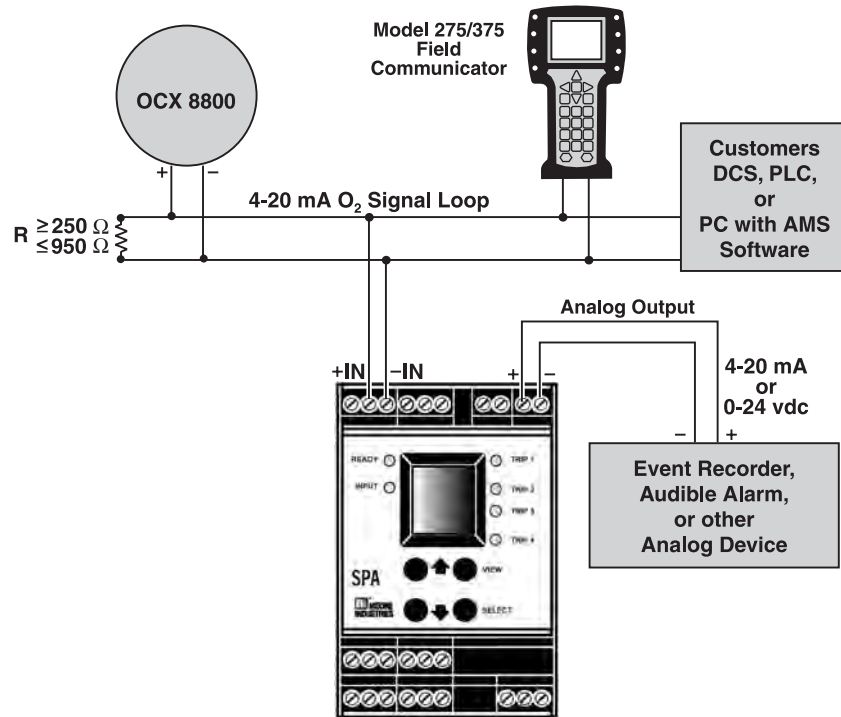 Model 275/375
Field
Communicator
OCX 8800
+ −
Customers
DCS, PLC,
or
PC with AMS
Software
4-20 mA O₂ Signal Loop
R ≥250 Ω
≤950 Ω
Analog Output
+IN −IN
+ −
4-20 mA
or
0-24 vdc
− +
Event Recorder,
Audible Alarm,
or other
Analog Device
READY
INPUT
TRIP 1
TRIP 2
TRIP 3
TRIP 4
VIEW
SELECT
SPA
MOORE
INDUSTRIES